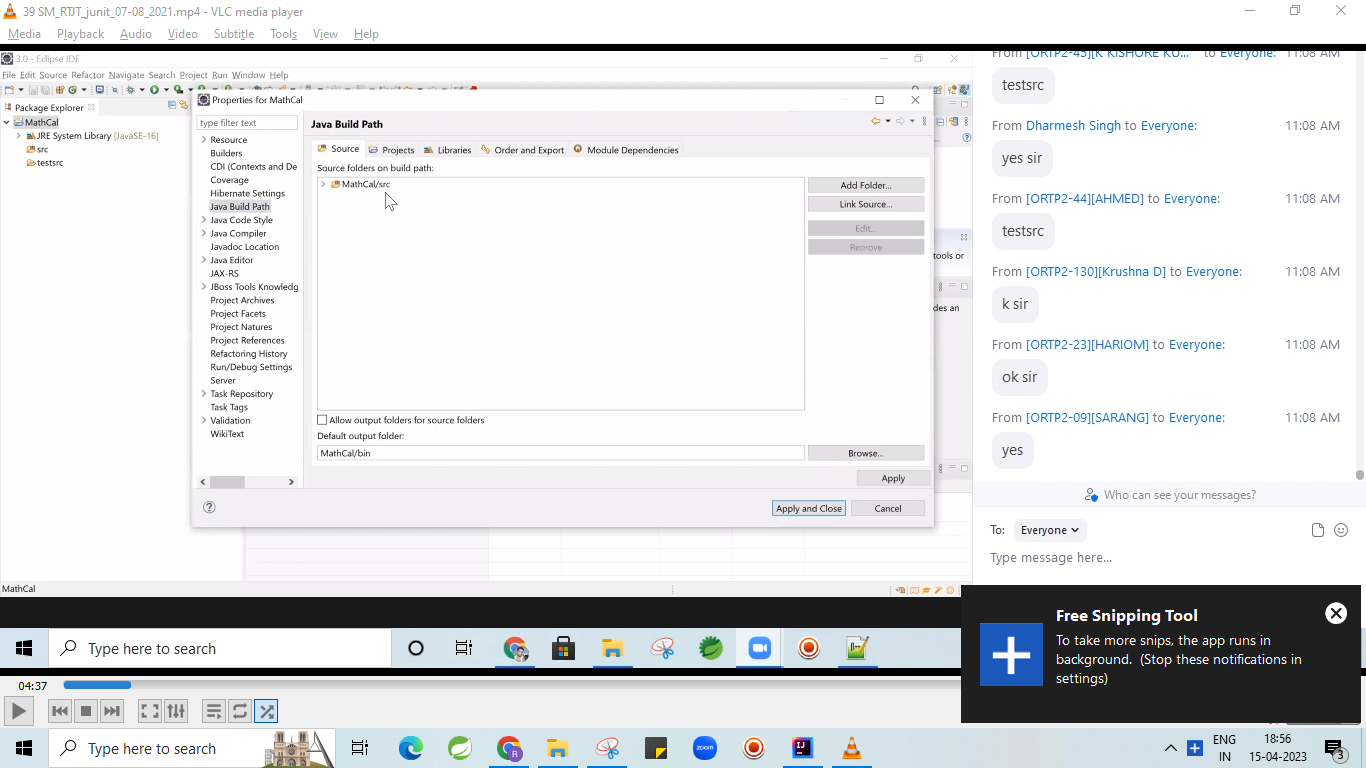 39 SM_RTJT_junit_07-08_2021.mp4 - VLC media player
Media Playback Audio Video Subtitle Tools View Help
3.0 - Eclipse IDE
File Edit Source Refactor Navigate Search Project Run Window Help
Package Explorer
MathCal
JRE System Library [JavaSE-16]
src
testsrc
Properties for MathCal
type filter text
Resource
Builders
CDI (Contexts and De
Coverage
Hibernate Settings
Java Build Path
Java Code Style
Java Compiler
Javadoc Location
Java Editor
JAX-RS
JBoss Tools Knowledg
Project Archives
Project Facets
Project Natures
Project References
Refactoring History
Run/Debug Settings
Server
Task Repository
Task Tags
Validation
WikiText
Java Build Path
Source Projects Libraries Order and Export Module Dependencies
Source folders on build path:
MathCal/src
Add Folder...
Link Source...
Edit...
Remove
Allow output folders for source folders
Default output folder:
MathCal/bin
Browse...
Apply
Apply and Close
Cancel
tools or
des an
MathCal
From [ORTP2-45][K KISHORE KU... to Everyone: 11:08 AM
testsrc
From Dharmesh Singh to Everyone: 11:08 AM
yes sir
From [ORTP2-44][AHMED] to Everyone: 11:08 AM
testsrc
From [ORTP2-130][Krushna D] to Everyone: 11:08 AM
k sir
From [ORTP2-23][HARIOM] to Everyone: 11:08 AM
ok sir
From [ORTP2-09][SARANG] to Everyone: 11:08 AM
yes
Who can see your messages?
To: Everyone
Type message here...
Free Snipping Tool
To take more snips, the app runs in
background. (Stop these notifications in
settings)
Type here to search
04:37
Type here to search
zoom
ENG
IN
18:56
15-04-2023
3